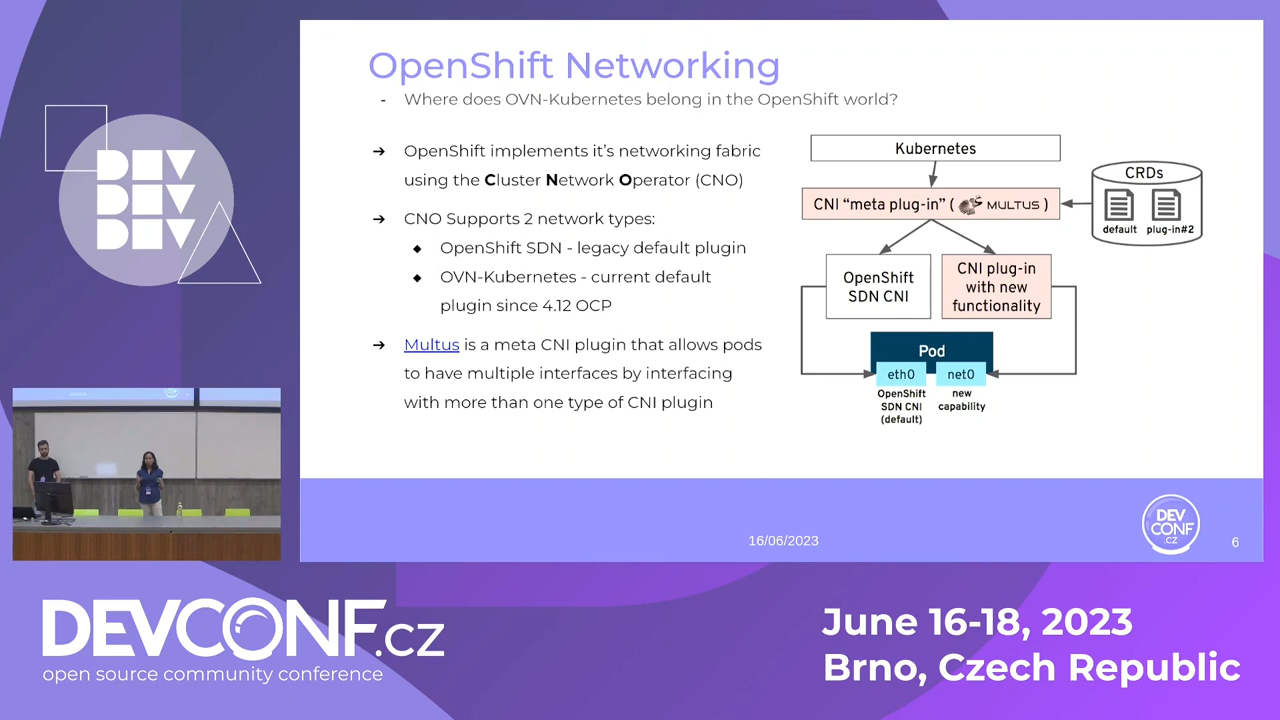 OpenShift Networking
- Where does OVN-Kubernetes belong in the OpenShift world?
➔ OpenShift implements it's networking fabric
using the Cluster Network Operator (CNO)
➔ CNO Supports 2 network types:
◆ OpenShift SDN - legacy default plugin
◆ OVN-Kubernetes - current default
plugin since 4.12 OCP
➔ Multus is a meta CNI plugin that allows pods
to have multiple interfaces by interfacing
with more than one type of CNI plugin
Kubernetes
CNI “meta plug-in” ( MULTUS )
CRDs
default plug-in#2
OpenShift
SDN CNI
CNI plug-in
with new
functionality
Pod
eth0 net0
OpenShift
SDN CNI
(default)
new
capability
16/06/2023
DEV
CONF
.CZ
6
DEV
DEV
DEV
DEVCONF.cz
open source community conference
June 16-18, 2023
Brno, Czech Republic